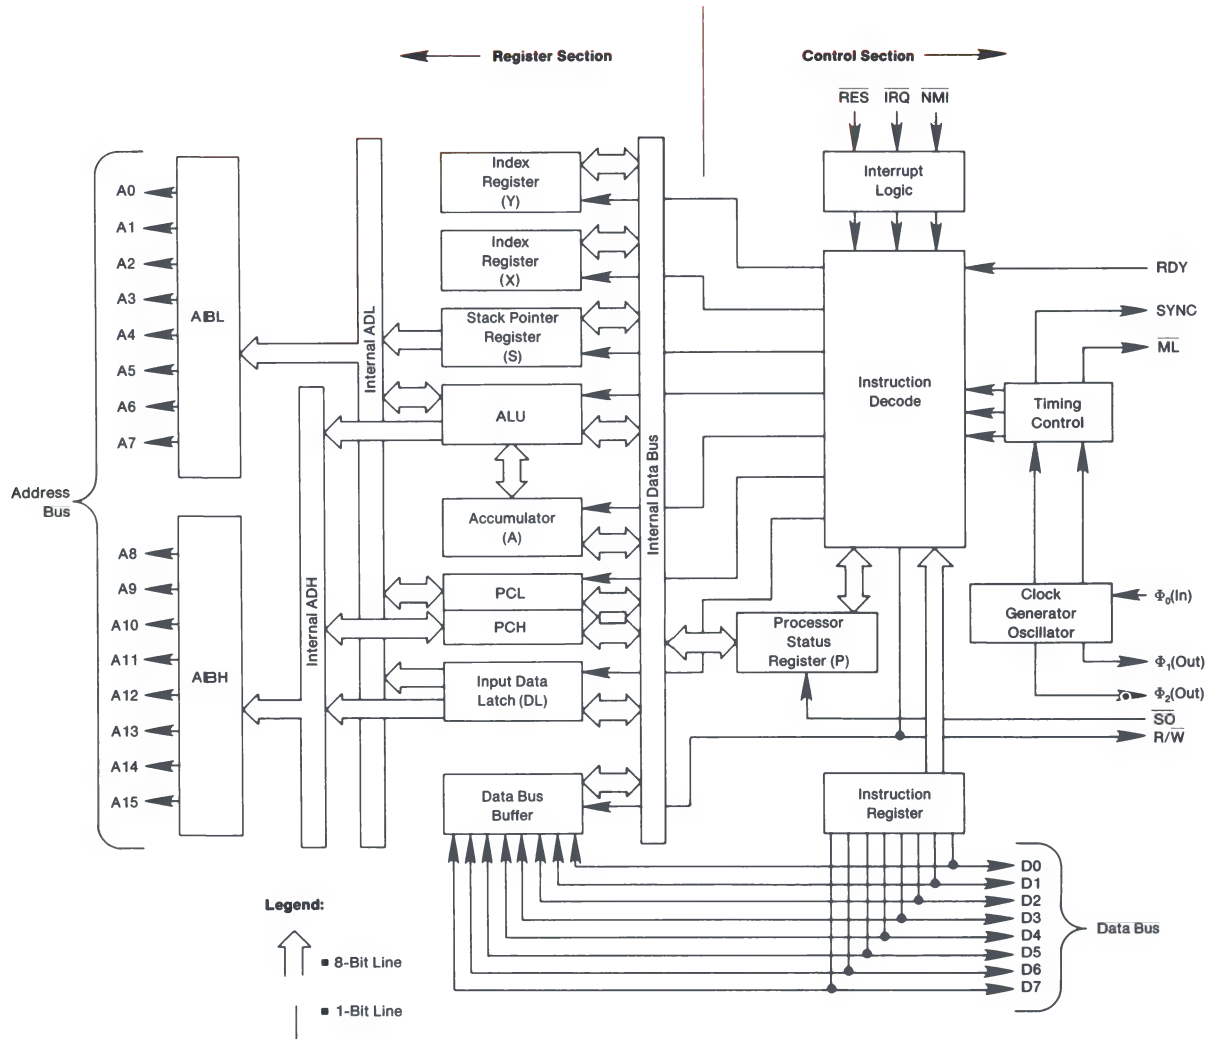 Register Section
Control Section
RES IRQ NMI
Interrupt
Logic
Index
Register
(Y)
Index
Register
(X)
Stack Pointer
Register
(S)
ALU
Accumulator
(A)
PCL
PCH
Input Data
Latch (DL)
Data Bus
Buffer
Internal ADL
Internal ADH
Internal Data Bus
Instruction
Decode
RDY
SYNC
ML
Timing
Control
Clock
Generator
Oscillator
Φ0(In)
Φ1(Out)
Φ2(Out)
SO
R/W
Processor
Status
Register (P)
Instruction
Register
Address
Bus
A0
A1
A2
A3
A4
A5
A6
A7
ABL
A8
A9
A10
A11
A12
A13
A14
A15
ABH
D0
D1
D2
D3
D4
D5
D6
D7
Data Bus
Legend:
8-Bit Line
1-Bit Line